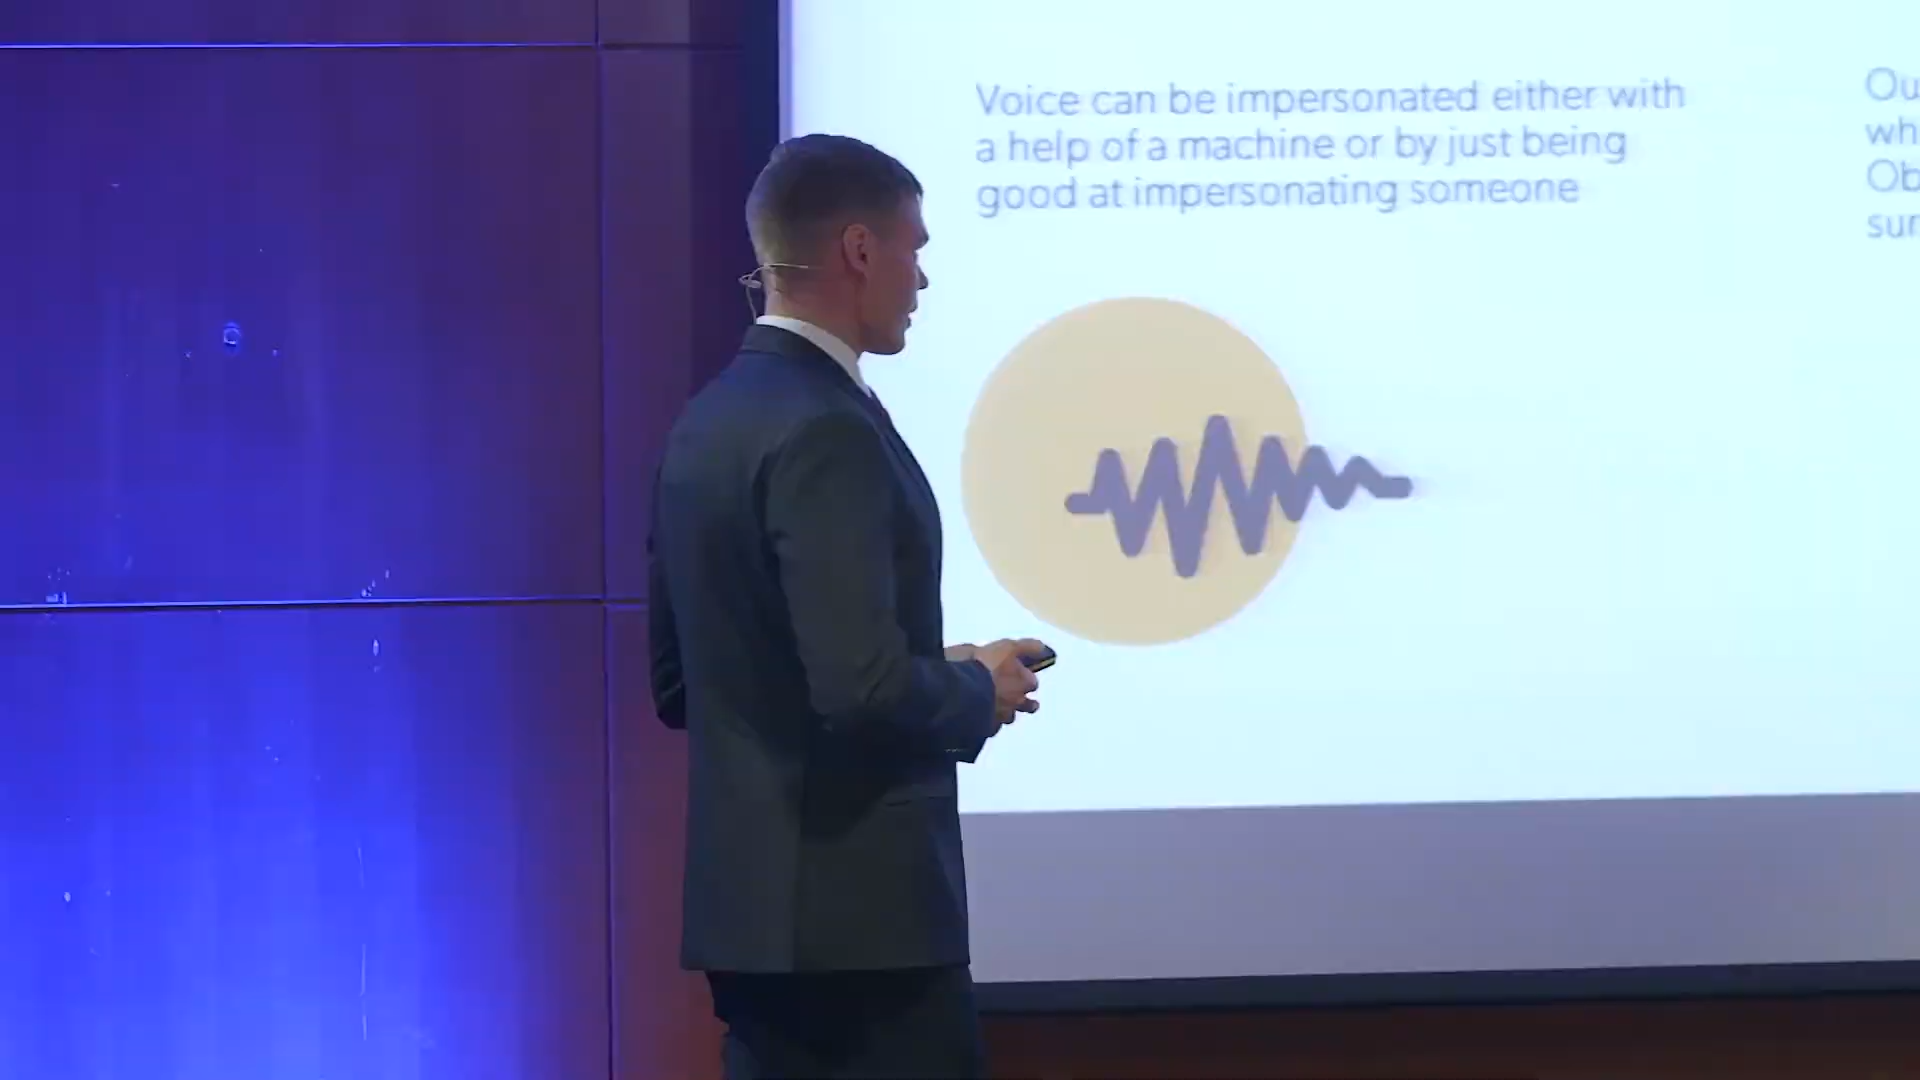 Voice can be impersonated either with
a help of a machine or by just being
good at impersonating someone